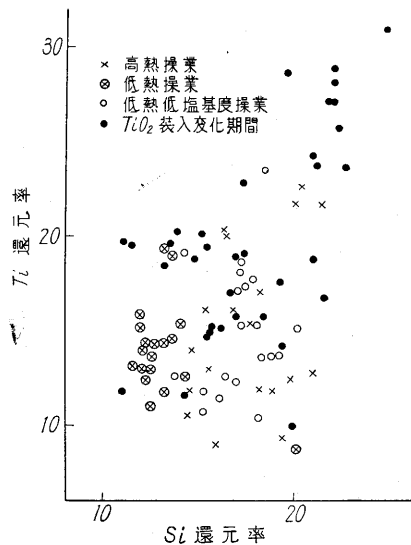 30
× 高熱操業
⊗ 低熱操業
○ 低熱低塩基度操業
● TiO₂ 装入変化期間
20
Ti 還元率
10
10 20
Si 還元率